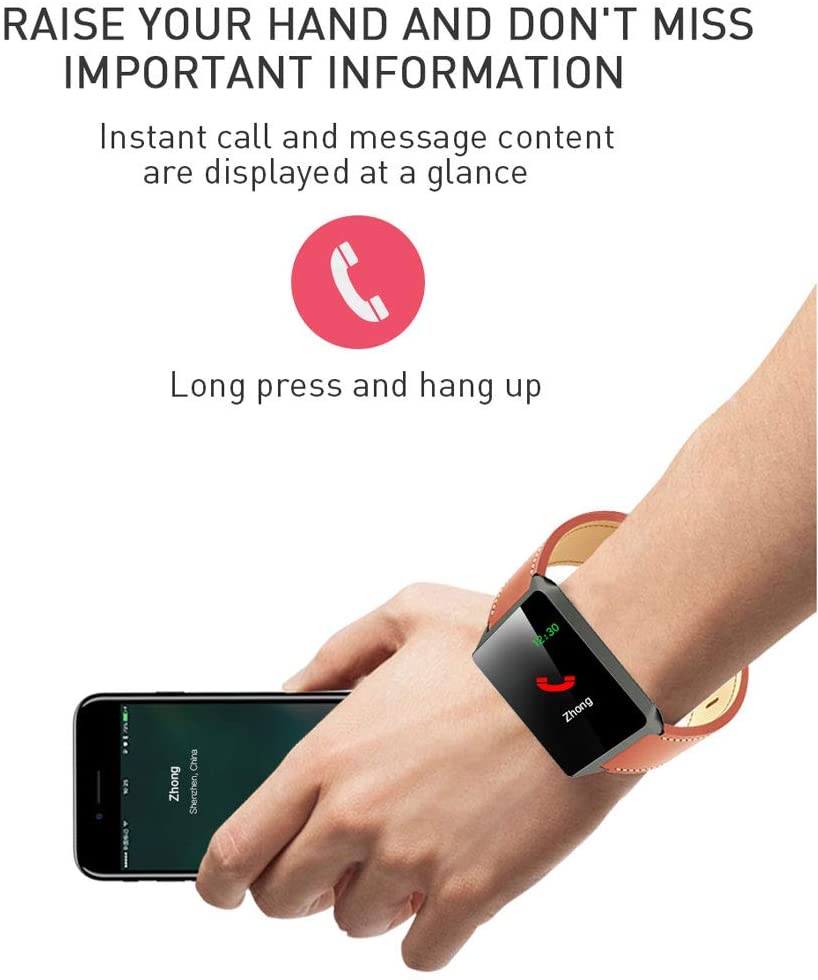 RAISE YOUR HAND AND DON'T MISS
IMPORTANT INFORMATION
Instant call and message content
are displayed at a glance
Long press and hang up
12:30
Zhong
Zhong
Shenzhen, China